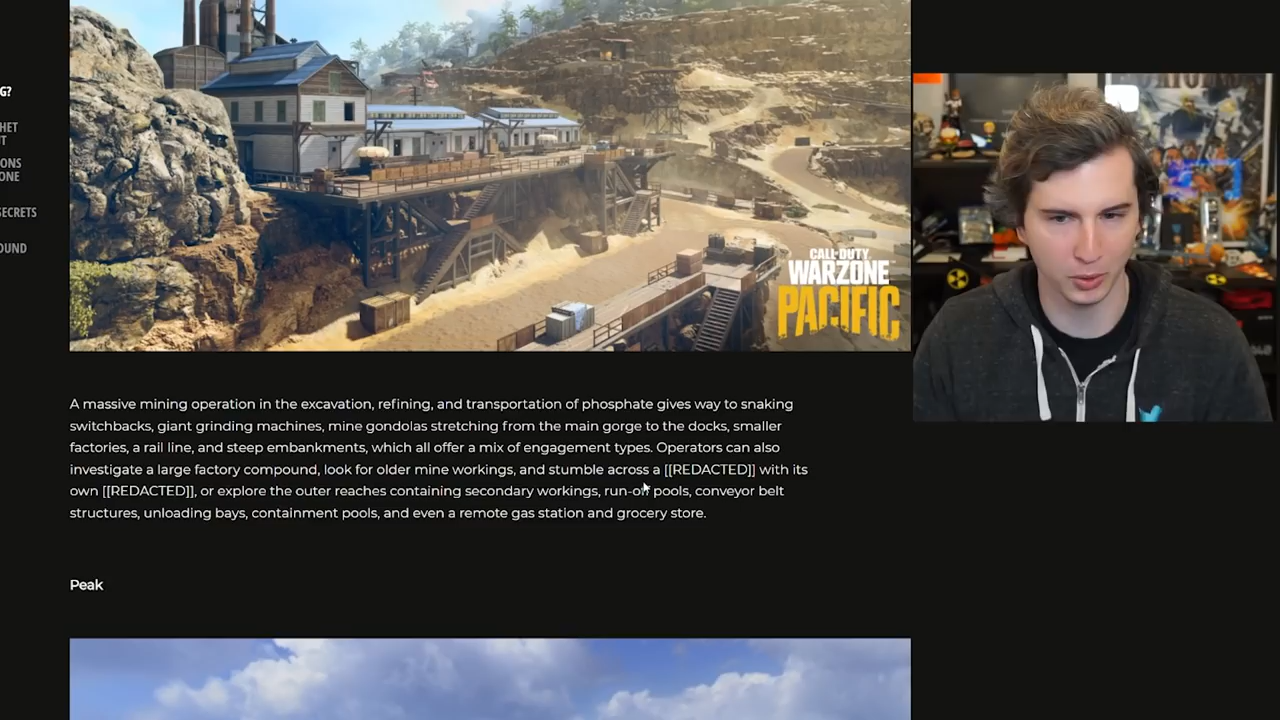 G?
HET
T
ONS
ONE
SECRETS
OUND
CALL OF DUTY
WARZONE
PACIFIC
A massive mining operation in the excavation, refining, and transportation of phosphate gives way to snaking
switchbacks, giant grinding machines, mine gondolas stretching from the main gorge to the docks, smaller
factories, a rail line, and steep embankments, which all offer a mix of engagement types. Operators can also
investigate a large factory compound, look for older mine workings, and stumble across a [[REDACTED]] with its
own [[REDACTED]], or explore the outer reaches containing secondary workings, run-off pools, conveyor belt
structures, unloading bays, containment pools, and even a remote gas station and grocery store.
Peak